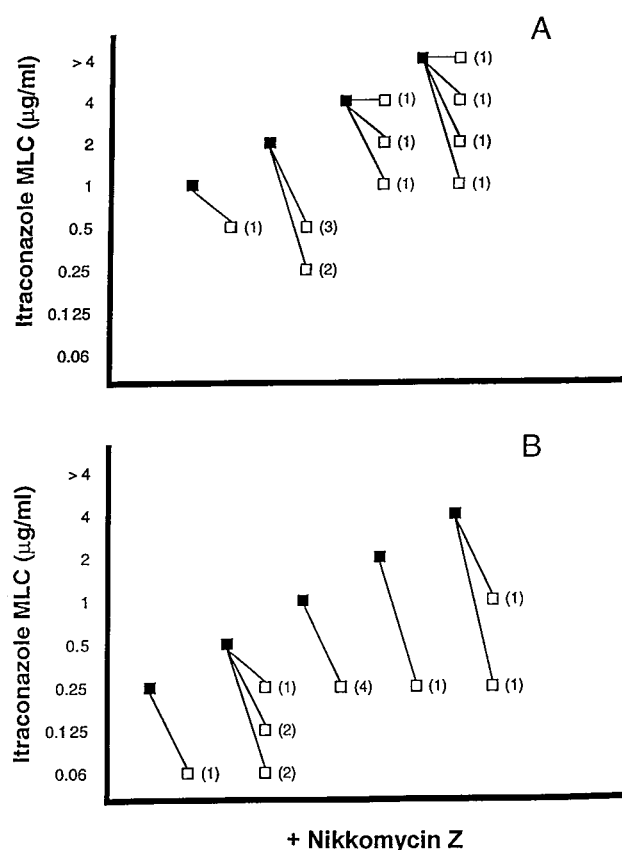 A
Itraconazole MLC (μg/ml)
> 4 (1)
4 (1) (1)
2 (1) (1)
1 (1) (1)
0.5 (1) (3)
0.25 (2)
0.125
0.06
B
Itraconazole MLC (μg/ml)
> 4
4
2
1 (1)
0.5
0.25 (1) (4) (1) (1)
0.125 (2)
0.06 (1) (2)
+ Nikkomycin Z